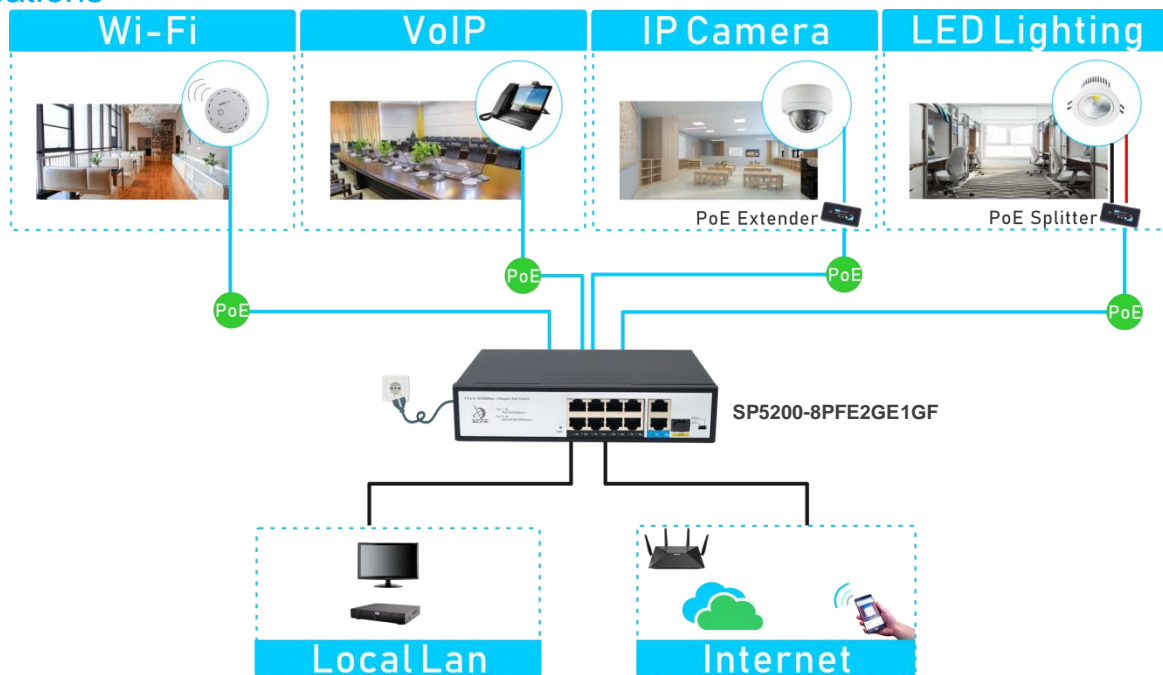 Wi-Fi
VoIP
IP Camera
LED Lighting
PoE Extender
PoE Splitter
PoE
PoE
PoE
PoE
SP5200-8PFE2GE1GF
Local Lan
Internet